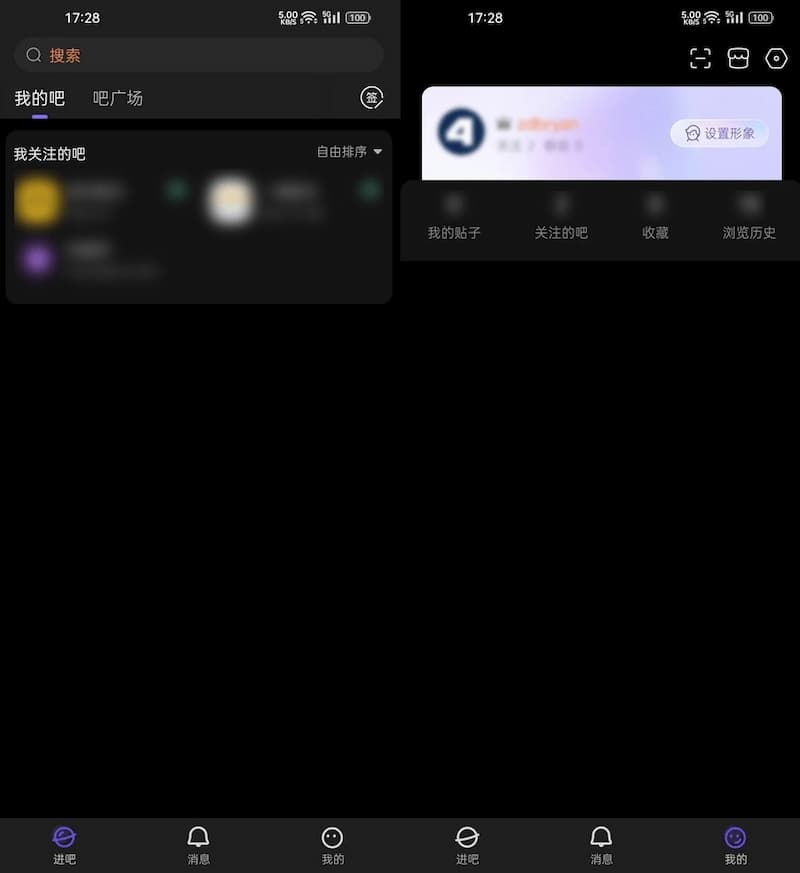 17:28 5.00 KB/S 5G 100
搜索
我的吧 吧广场 签
我关注的吧 自由排序
进吧 消息 我的
17:28 5.00 KB/S 5G 100
设置形象
我的贴子 关注的吧 收藏 浏览历史
进吧 消息 我的